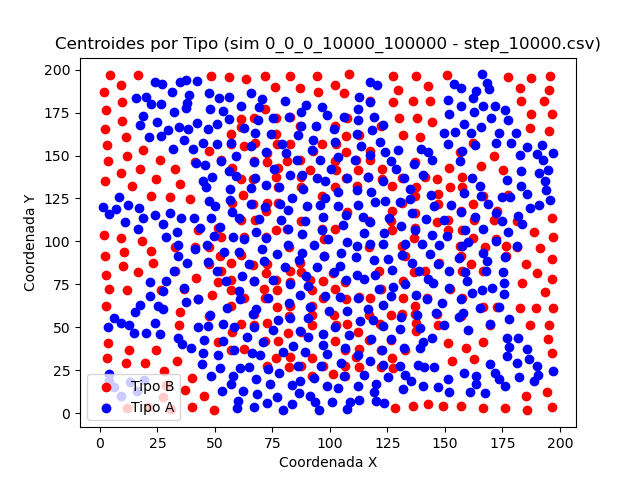 Centroides por Tipo (sim 0_0_0_10000_100000 - step_10000.csv)
Coordenada Y
200
175
150
125
100
75
50
25
0
Tipo B
Tipo A
0 25 50 75 100 125 150 175 200
Coordenada X